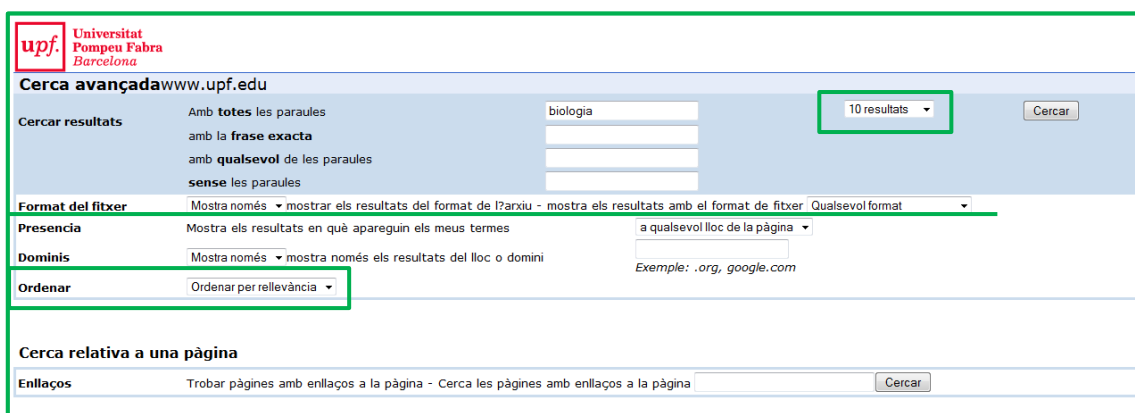 upf. Universitat
Pompeu Fabra
Barcelona
Cerca avançadawww.upf.edu
Cercar resultats
Amb totes les paraules biologia 10 resultats Cercar
amb la frase exacta
amb qualsevol de les paraules
sense les paraules
Format del fitxer Mostra només mostrar els resultats del format de l?arxiu - mostra els resultats amb el format de fitxer Qualsevol format
Presencia Mostra els resultats en què apareguin els meus termes a qualsevol lloc de la pàgina
Dominis Mostra només mostra només els resultats del lloc o domini
Exemple: .org, google.com
Ordenar Ordenar per rellevància
Cerca relativa a una pàgina
Enllaços Trobar pàgines amb enllaços a la pàgina - Cerca les pàgines amb enllaços a la pàgina Cercar